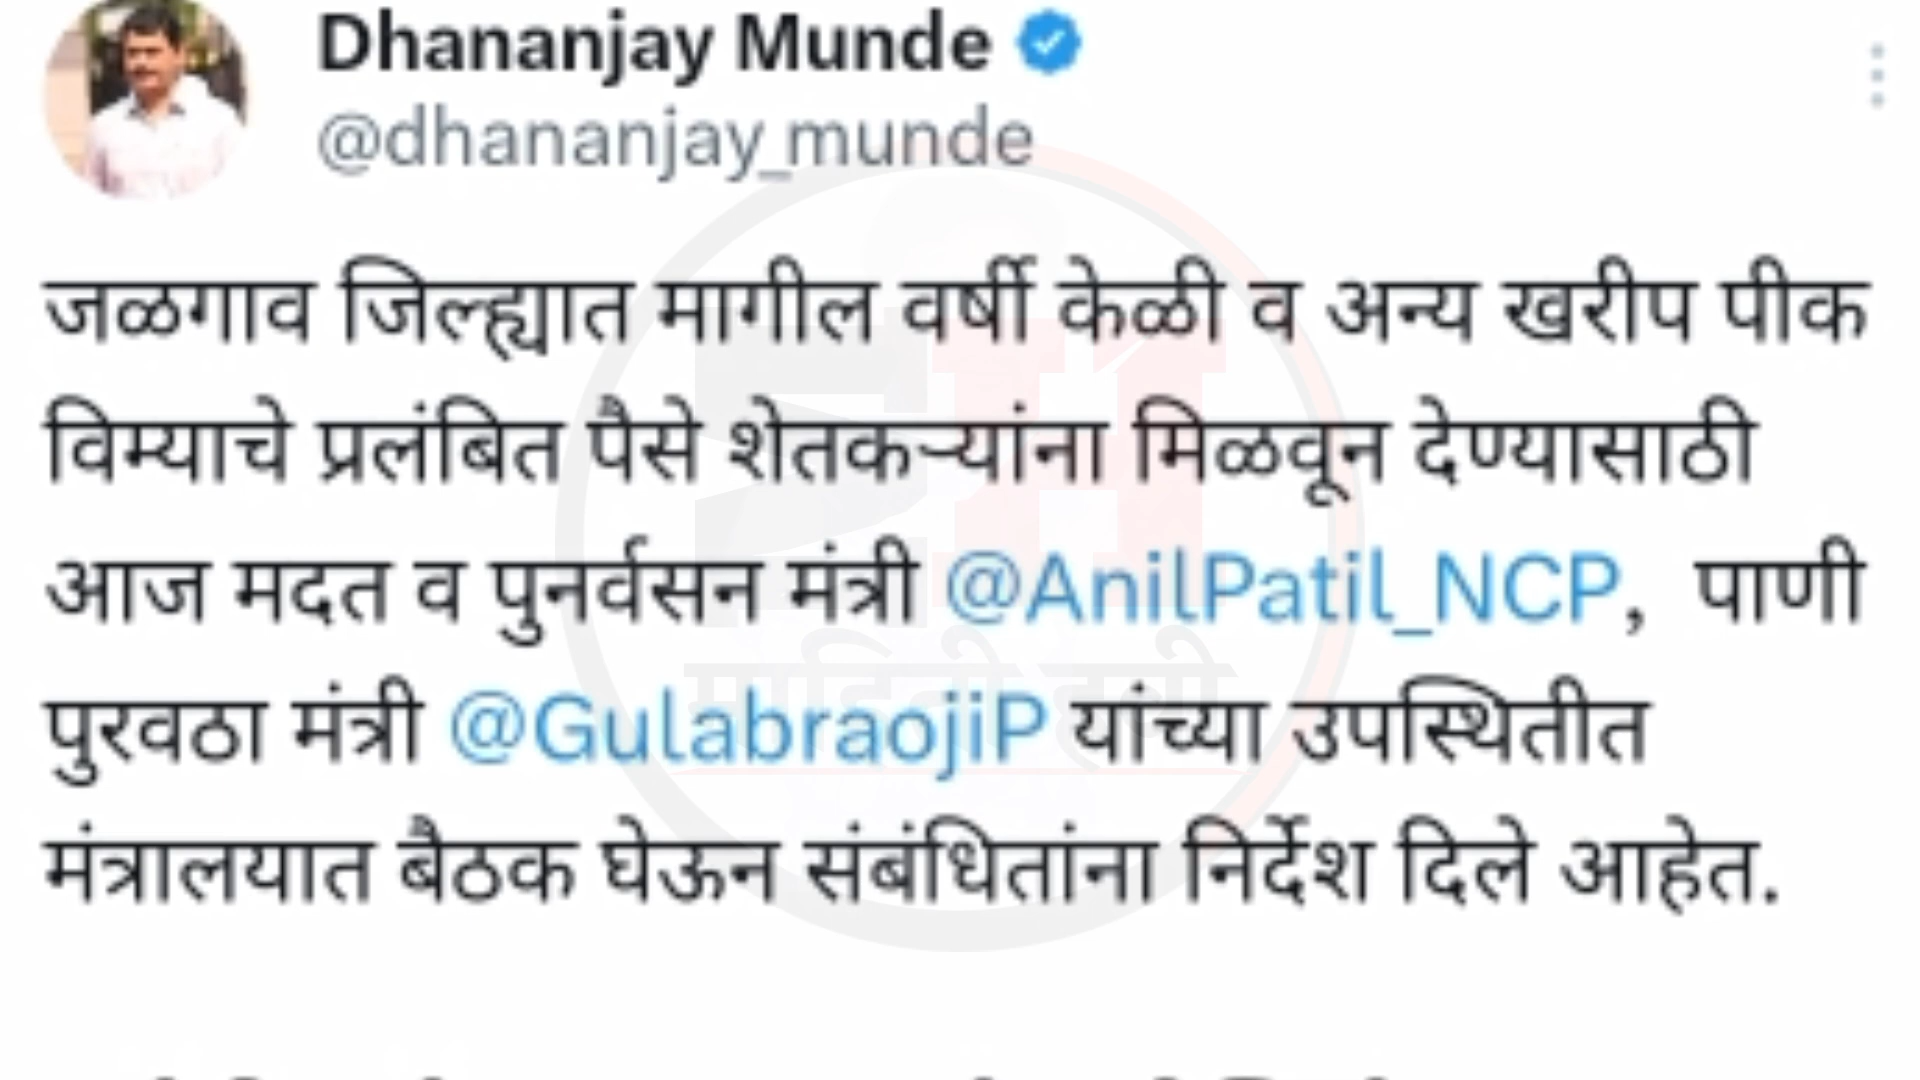 Dhananjay Munde
@dhananjay_munde
जळगाव जिल्ह्यात मागील वर्षी केळी व अन्य खरीप पीक
विम्याचे प्रलंबित पैसे शेतकऱ्यांना मिळवून देण्यासाठी
आज मदत व पुनर्वसन मंत्री @AnilPatil_NCP, पाणी
पुरवठा मंत्री @GulabraojiP यांच्या उपस्थितीत
मंत्रालयात बैठक घेऊन संबंधितांना निर्देश दिले आहेत.